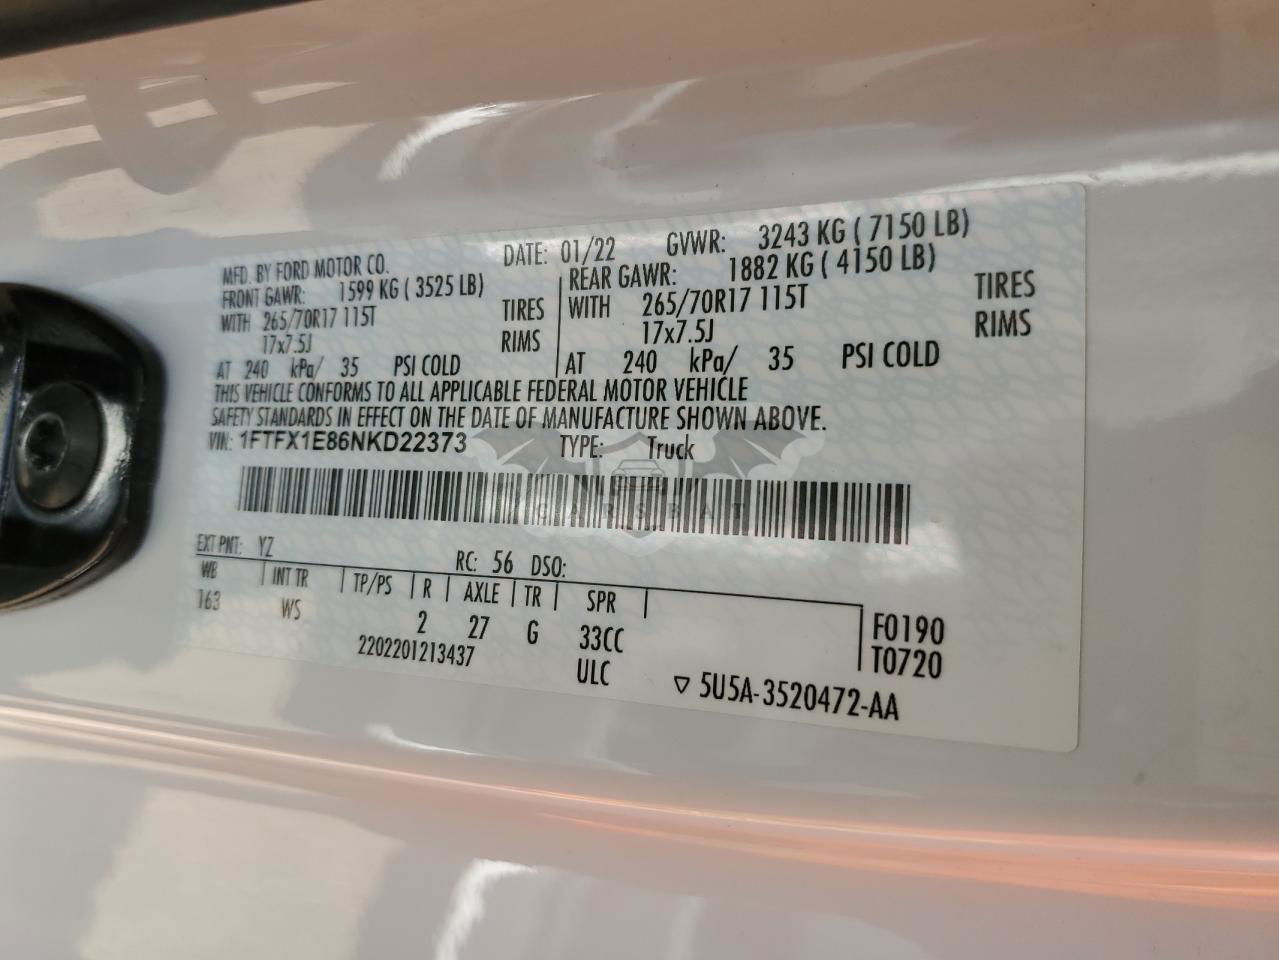 MFD. BY FORD MOTOR CO. DATE: 01/22 GVWR: 3243 KG ( 7150 LB)
FRONT GAWR: 1599 KG ( 3525 LB) REAR GAWR: 1882 KG ( 4150 LB)
WITH 265/70R17 115T TIRES WITH 265/70R17 115T TIRES
17x7.5J RIMS 17x7.5J RIMS
AT 240 kPa/ 35 PSI COLD AT 240 kPa/ 35 PSI COLD
THIS VEHICLE CONFORMS TO ALL APPLICABLE FEDERAL MOTOR VEHICLE
SAFETY STANDARDS IN EFFECT ON THE DATE OF MANUFACTURE SHOWN ABOVE.
VIN: 1FTFX1E86NKD22373 TYPE: Truck
CARSBAT
EXT PNT: YZ RC: 56 DSO:
WB INT TR TP/PS R AXLE TR SPR
163 WS 2 27 G 33CC F0190
2202201213437 ULC T0720
5U5A-3520472-AA